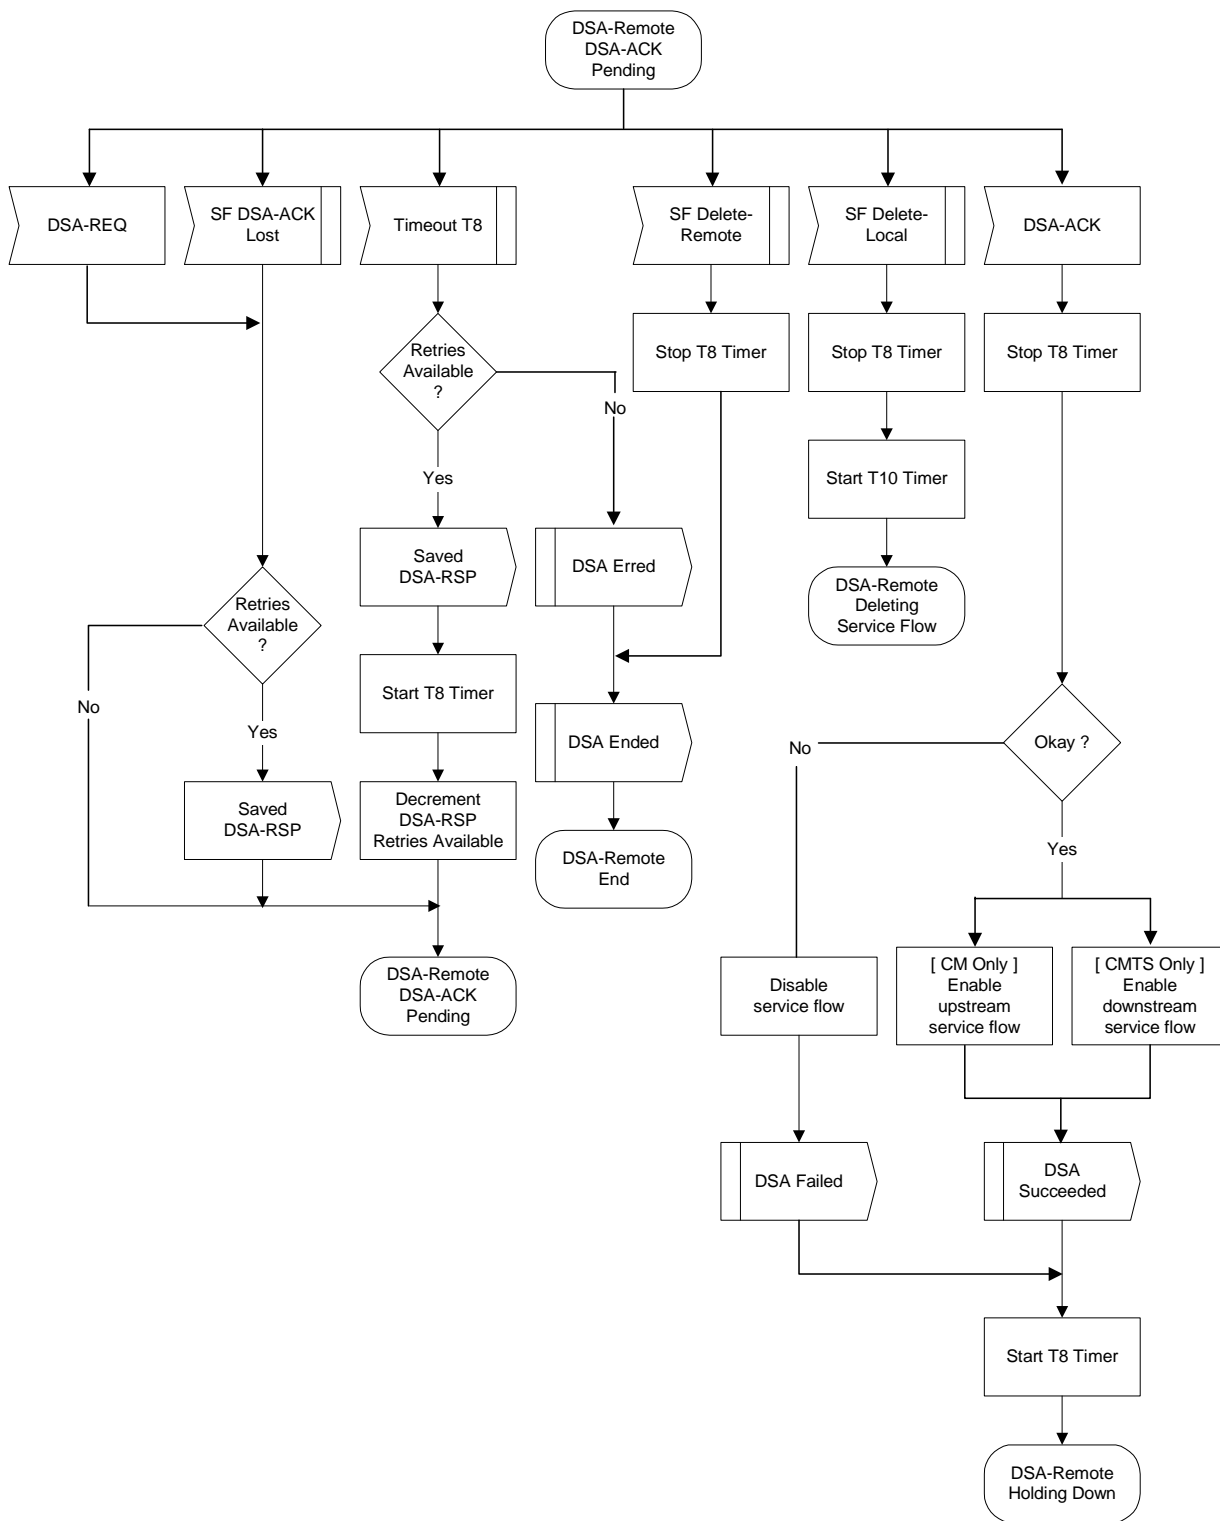 DSA-Remote
DSA-ACK
Pending
DSA-REQ
SF DSA-ACK
Lost
Timeout T8
SF Delete-
Remote
SF Delete-
Local
DSA-ACK
Retries
Available
?
No
Yes
Stop T8 Timer
Stop T8 Timer
Stop T8 Timer
Start T10 Timer
Saved
DSA-RSP
DSA Erred
DSA-Remote
Deleting
Service Flow
Retries
Available
?
No
Yes
Start T8 Timer
DSA Ended
Okay ?
No
Yes
Saved
DSA-RSP
Decrement
DSA-RSP
Retries Available
DSA-Remote
End
DSA-Remote
DSA-ACK
Pending
Disable
service flow
[ CM Only ]
Enable
upstream
service flow
[ CMTS Only ]
Enable
downstream
service flow
DSA Failed
DSA
Succeeded
Start T8 Timer
DSA-Remote
Holding Down